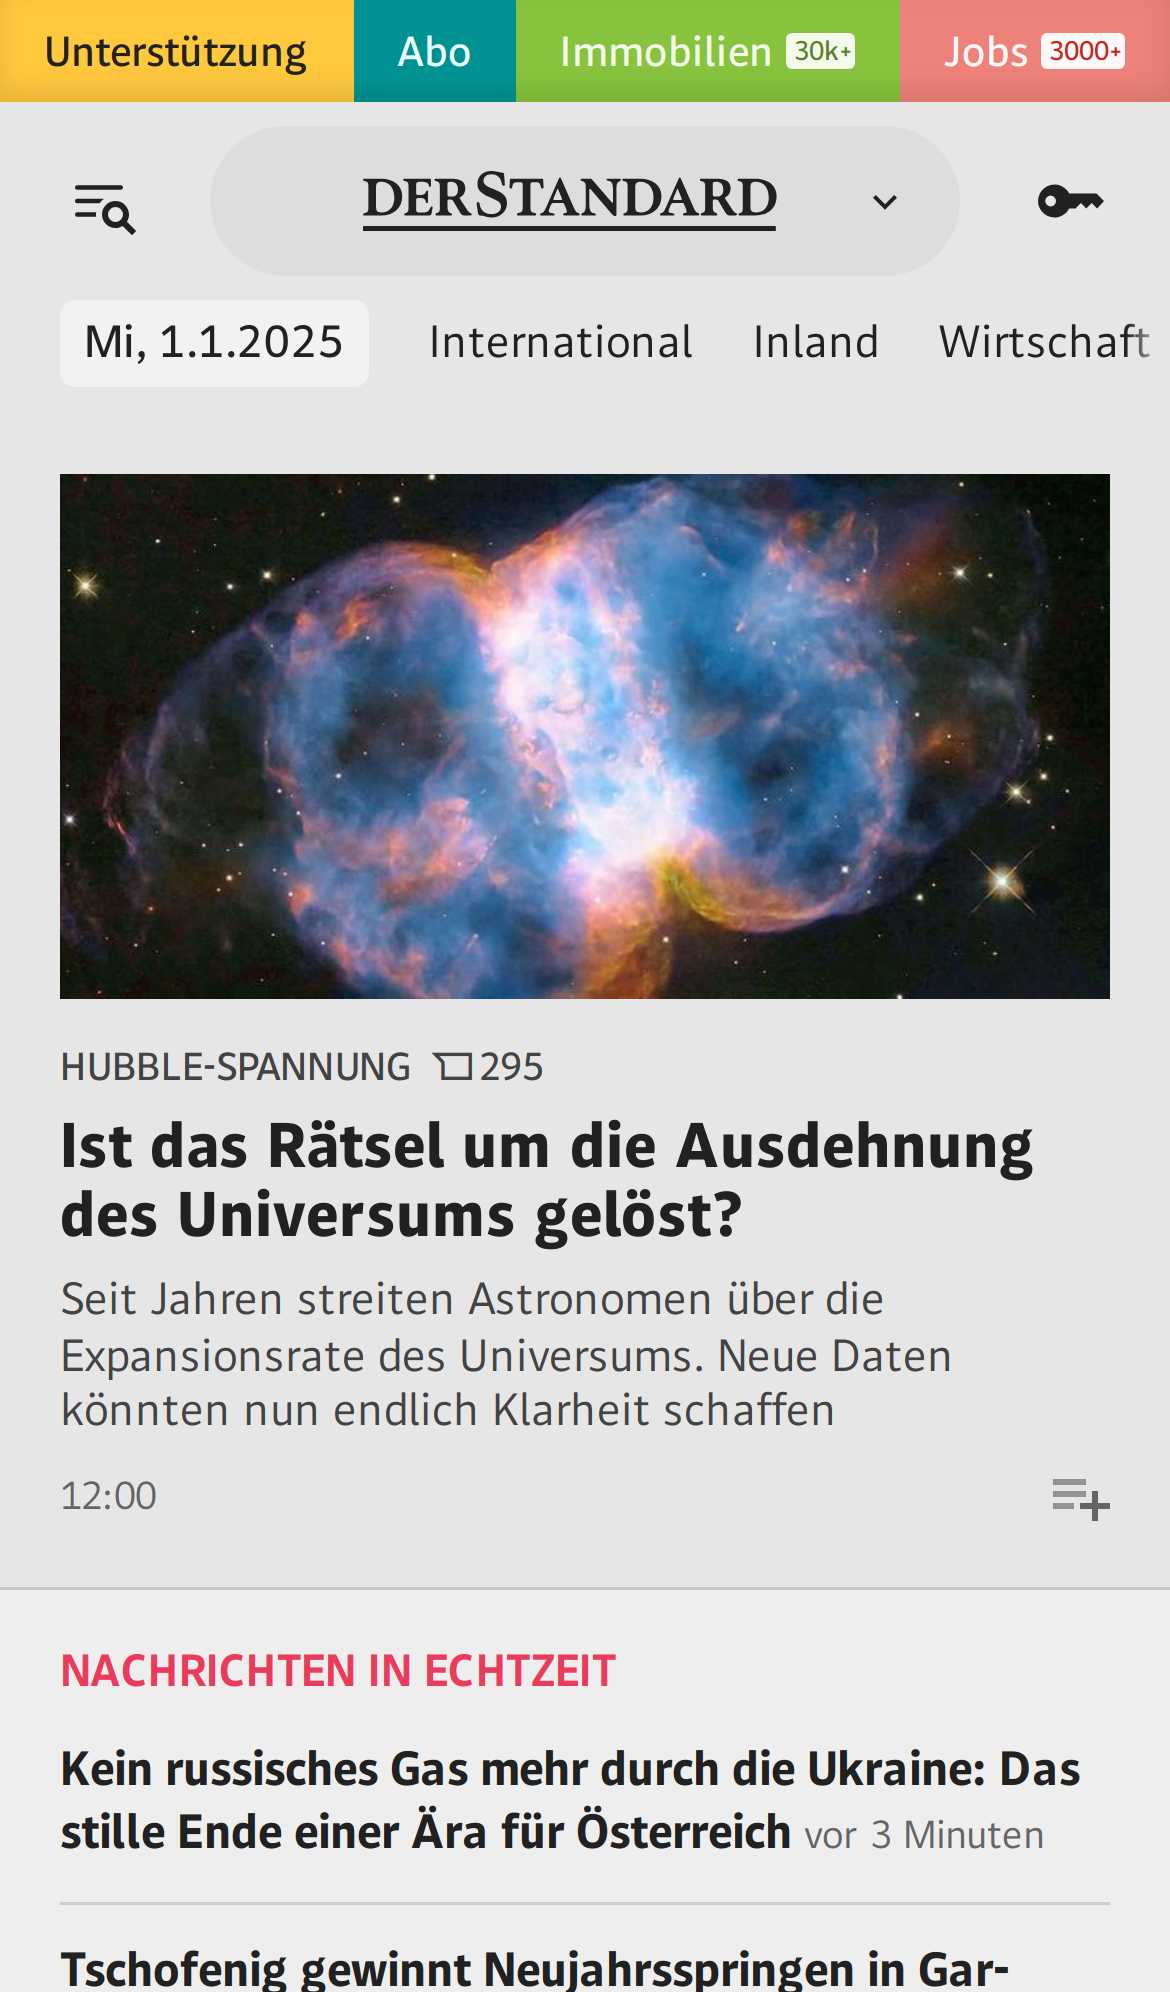 Unterstützung Abo Immobilien 30k+ Jobs 3000+
DERSTANDARD
Mi, 1.1.2025 International Inland Wirtschaft
HUBBLE-SPANNUNG 295
Ist das Rätsel um die Ausdehnung
des Universums gelöst?
Seit Jahren streiten Astronomen über die
Expansionsrate des Universums. Neue Daten
könnten nun endlich Klarheit schaffen
12:00
NACHRICHTEN IN ECHTZEIT
Kein russisches Gas mehr durch die Ukraine: Das
stille Ende einer Ära für Österreich vor 3 Minuten
Tschofenig gewinnt Neujahrsspringen in Gar-